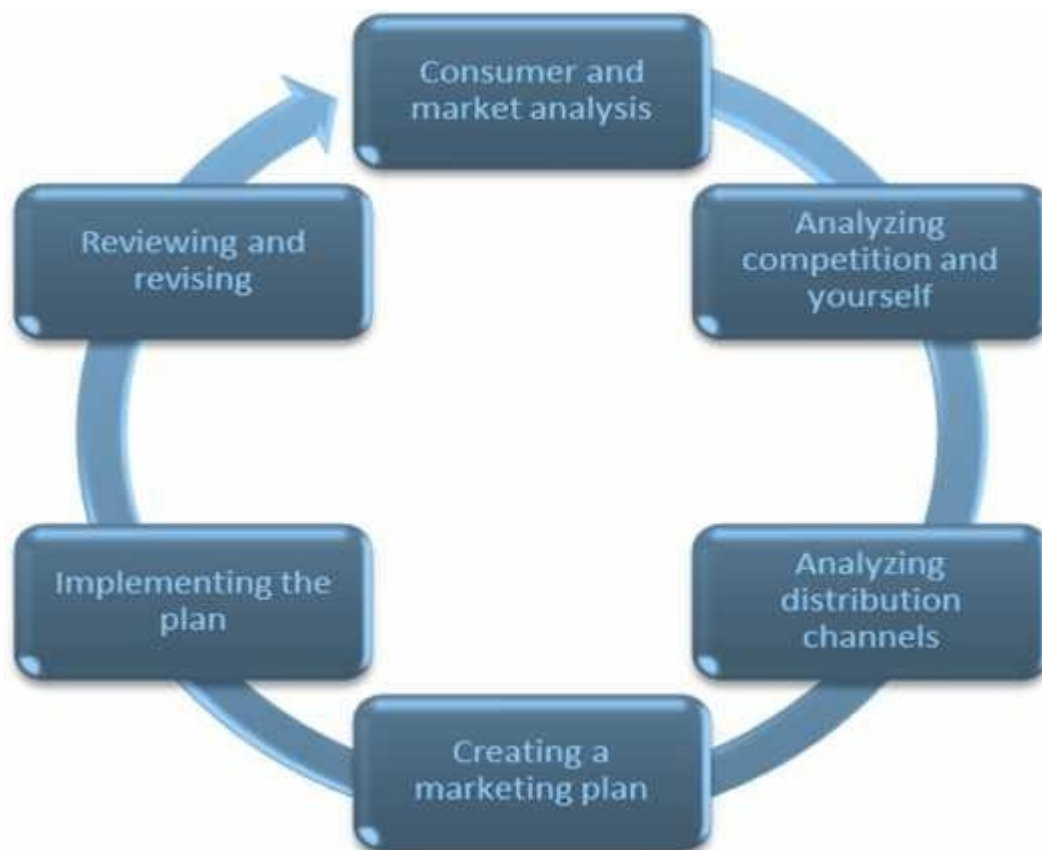 Consumer and
market analysis
Analyzing
competition and
yourself
Analyzing
distribution
channels
Creating a
marketing plan
Implementing the
plan
Reviewing and
revising